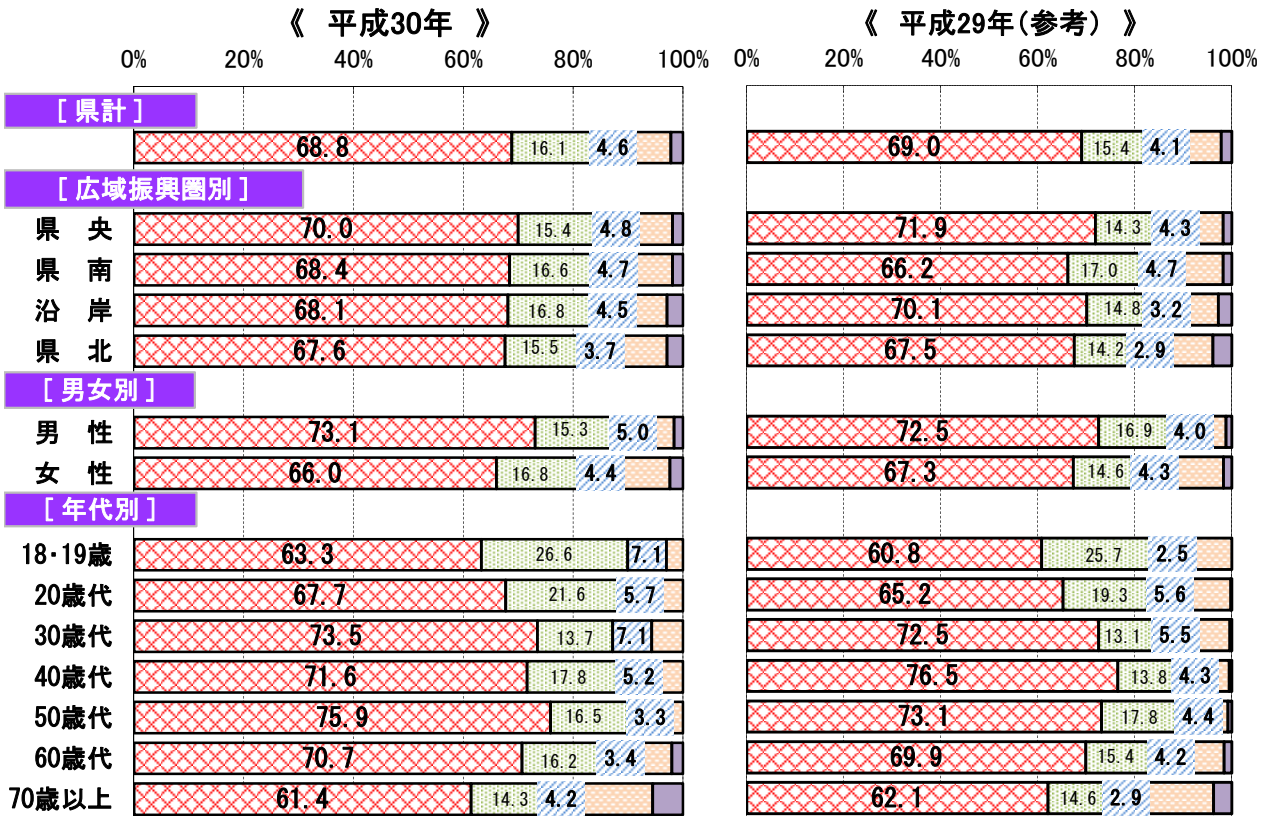 《 平成30年 》 《 平成29年(参考) 》
0% 20% 40% 60% 80% 100% 0% 20% 40% 60% 80% 100%
[ 県計 ]
68.8 16.1 4.6 69.0 15.4 4.1
[ 広域振興圏別 ]
県 央 70.0 15.4 4.8 71.9 14.3 4.3
県 南 68.4 16.6 4.7 66.2 17.0 4.7
沿 岸 68.1 16.8 4.5 70.1 14.8 3.2
県 北 67.6 15.5 3.7 67.5 14.2 2.9
[ 男女別 ]
男 性 73.1 15.3 5.0 72.5 16.9 4.0
女 性 66.0 16.8 4.4 67.3 14.6 4.3
[ 年代別 ]
18・19歳 63.3 26.6 7.1 60.8 25.7 2.5
20歳代 67.7 21.6 5.7 65.2 19.3 5.6
30歳代 73.5 13.7 7.1 72.5 13.1 5.5
40歳代 71.6 17.8 5.2 76.5 13.8 4.3
50歳代 75.9 16.5 3.3 73.1 17.8 4.4
60歳代 70.7 16.2 3.4 69.9 15.4 4.2
70歳以上 61.4 14.3 4.2 62.1 14.6 2.9